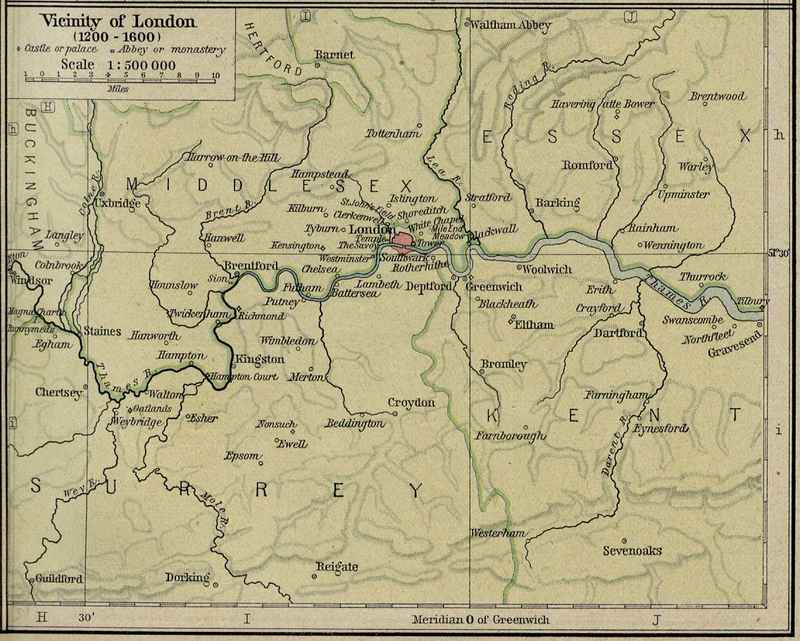 Vicinity of London
(1200 - 1600)
Castle or palace Abbey or monastery
Scale 1:500 000
1 0 1 2 3 4 5 6 7 8 9 10
Miles
I
J
H
h
HERTFORD
Barnet
Waltham Abbey
Roding R.
Brentwood
Havering atte Bower
BUCKINGHAM
Tottenham
ESSEX
h
Harrow-on-the-Hill
Lea R.
Romford
Warley
Hampstead
MIDDLESEX
Colne R.
Uxbridge
Islington
Stratford
Upminster
Brent R.
Kilburn
St. John's Field
Shoreditch
Barking
Clerkenwell
White Chapel
Tyburn
London
Mile End
Meadow
Blackwall
Rainham
Langley
Hanwell
Temple
Tower
Wennington
Kensington
The Savoy
Westminster
Southwark
51°30'
Colnbrook
Brentford
Chelsea
Rotherhithe
Woolwich
Windsor
Sion
Hounslow
Fulham
Lambeth
Deptford
Greenwich
Thurrock
Battersea
Erith
Thames R.
Putney
Tilbury
Magna Charta
Twickenham
Richmond
Blackheath
Crayford
Swanscombe
Runnymede
Staines
Eltham
Dartford
Northfleet
Egham
Hanworth
Wimbledon
Gravesend
Hampton
Kingston
Bromley
Thames R.
Hampton Court
Merton
Chertsey
Walton
Croydon
Farningham
Oatlands
Weybridge
Esher
Nonsuch
Beddington
KENT
Eynesford
i
Ewell
Farnborough
i
Epsom
Darent R.
SURREY
Wey R.
Mole R.
Westerham
Sevenoaks
Reigate
Guildford
Dorking
H
30'
I
Meridian 0 of Greenwich
J